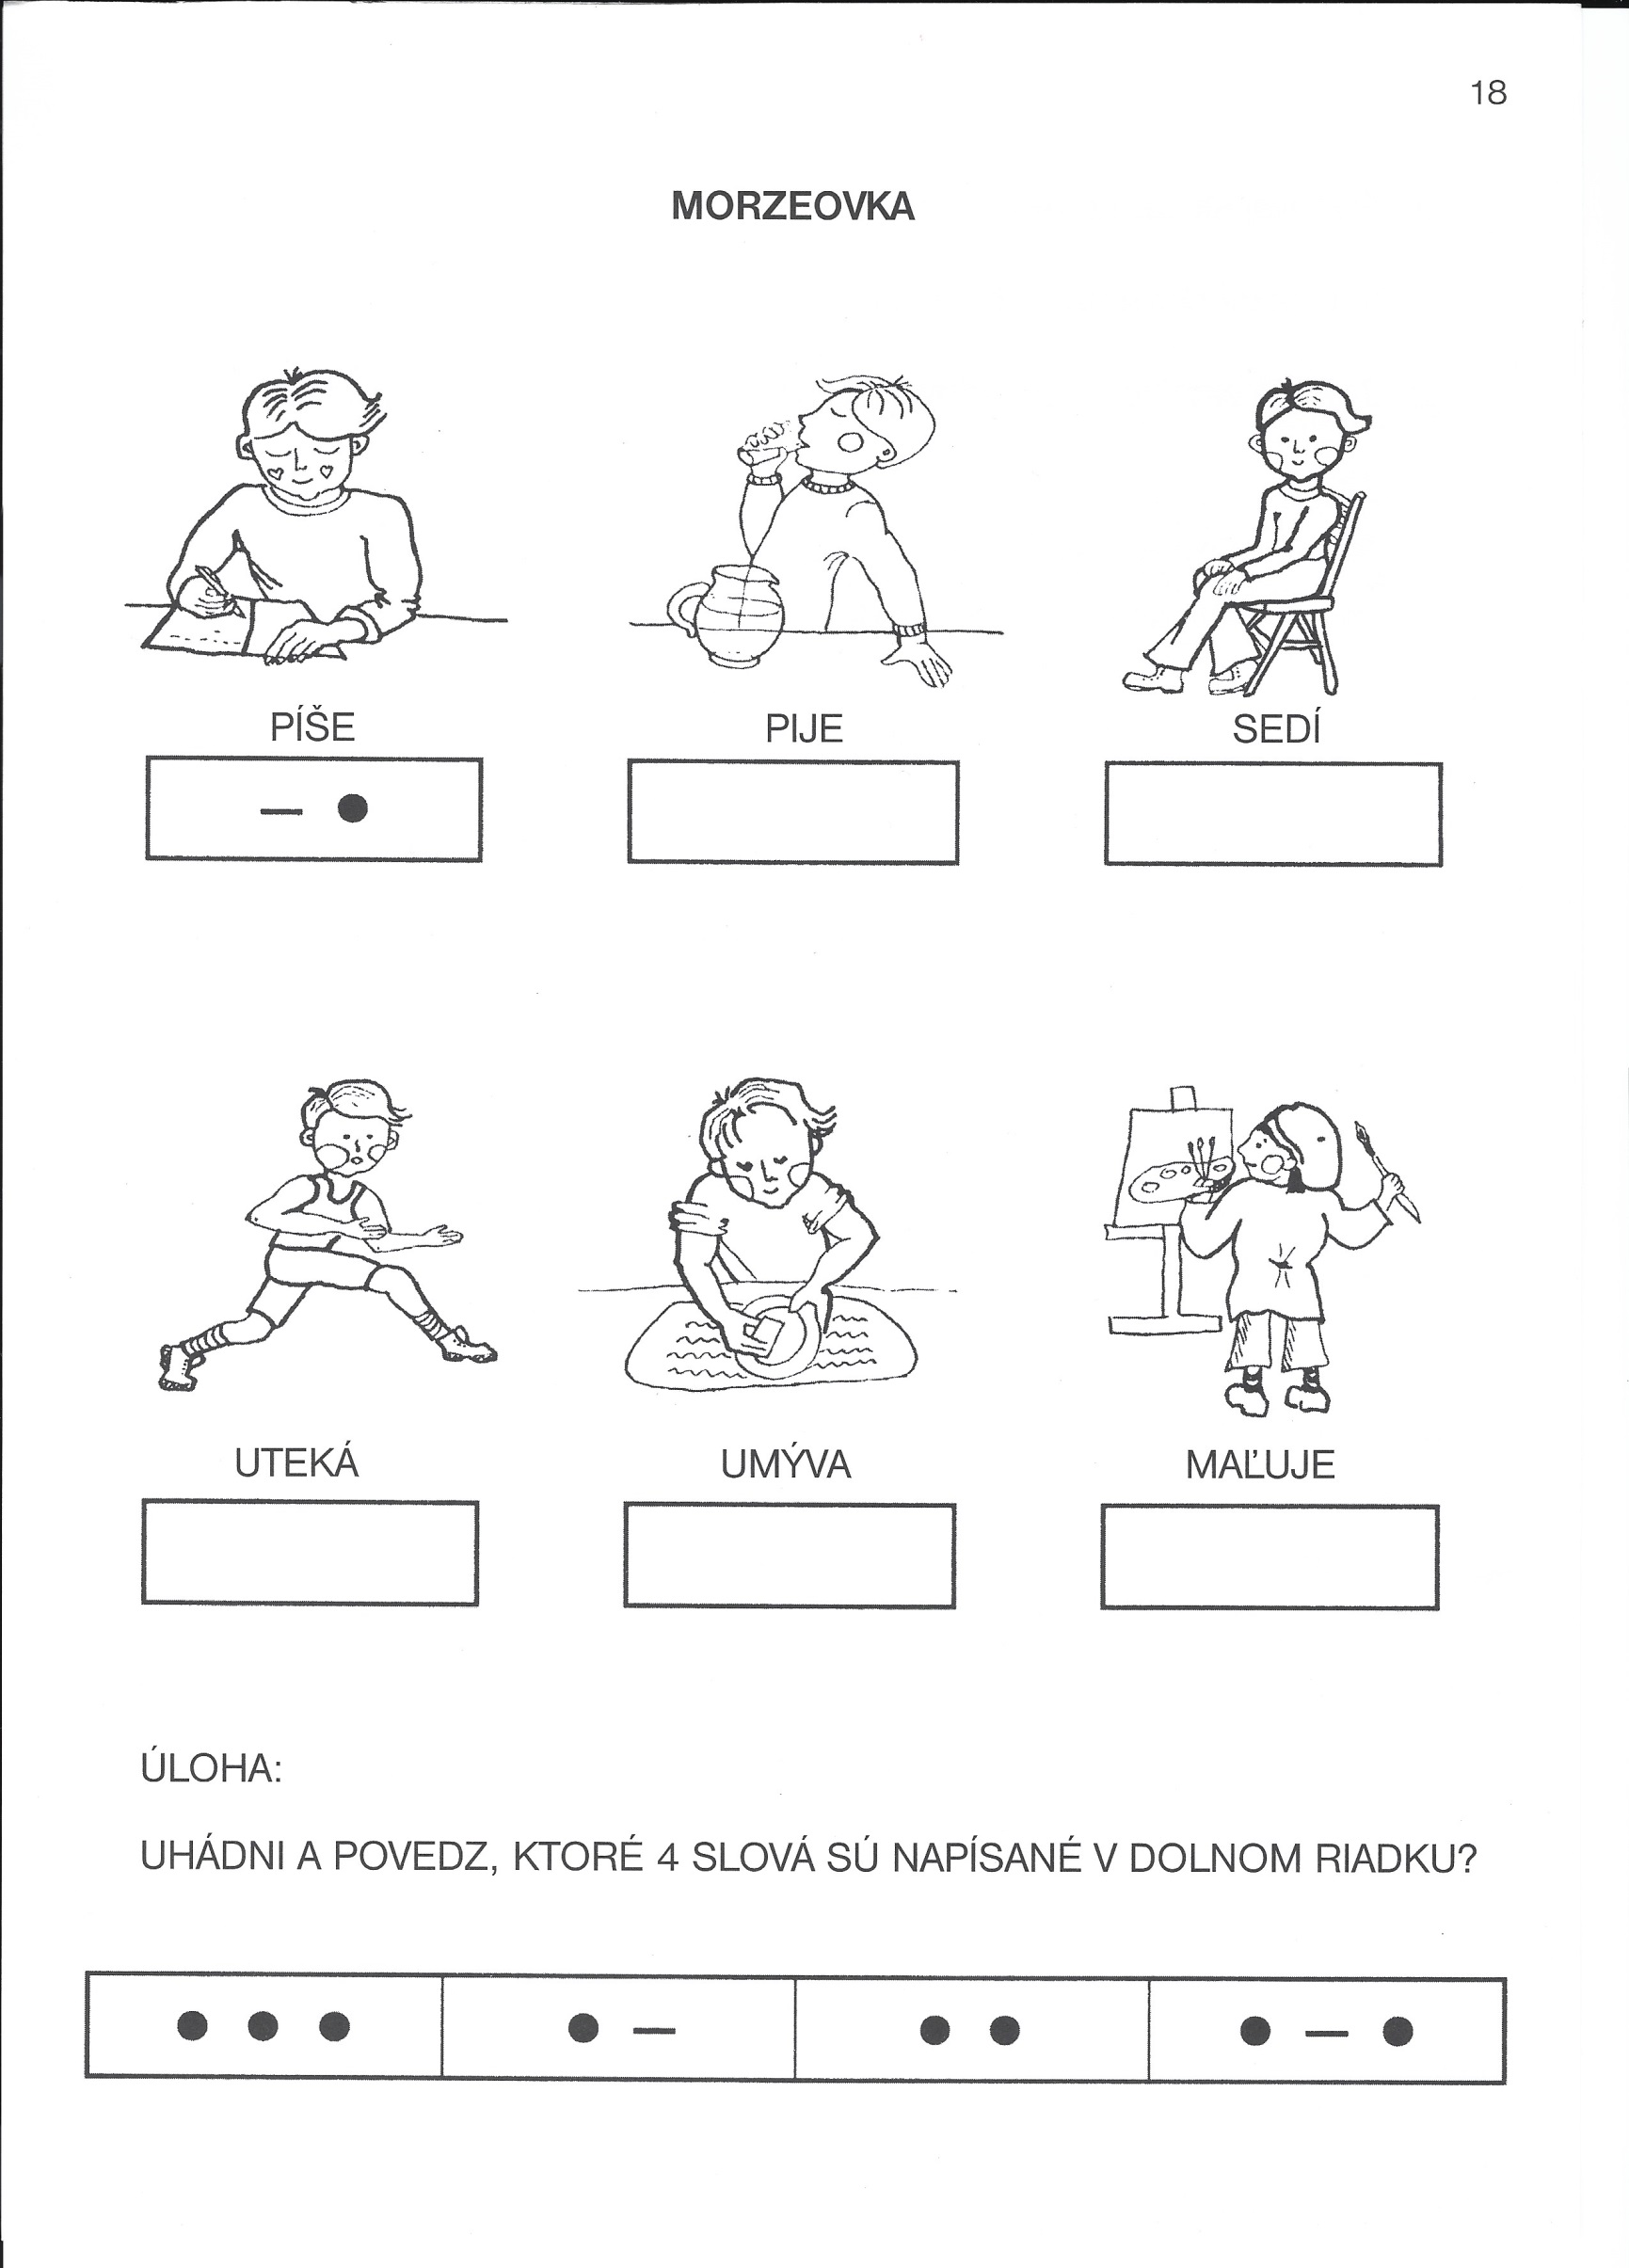 18
MORZEOVKA
PÍŠE
PIJE
SEDÍ
— ●
UTEKÁ
UMÝVA
MAĽUJE
ÚLOHA:
UHÁDNI A POVEDZ, KTORÉ 4 SLOVÁ SÚ NAPÍSANÉ V DOLNOM RIADKU?
● ● ● ● — ● ● ● — ●